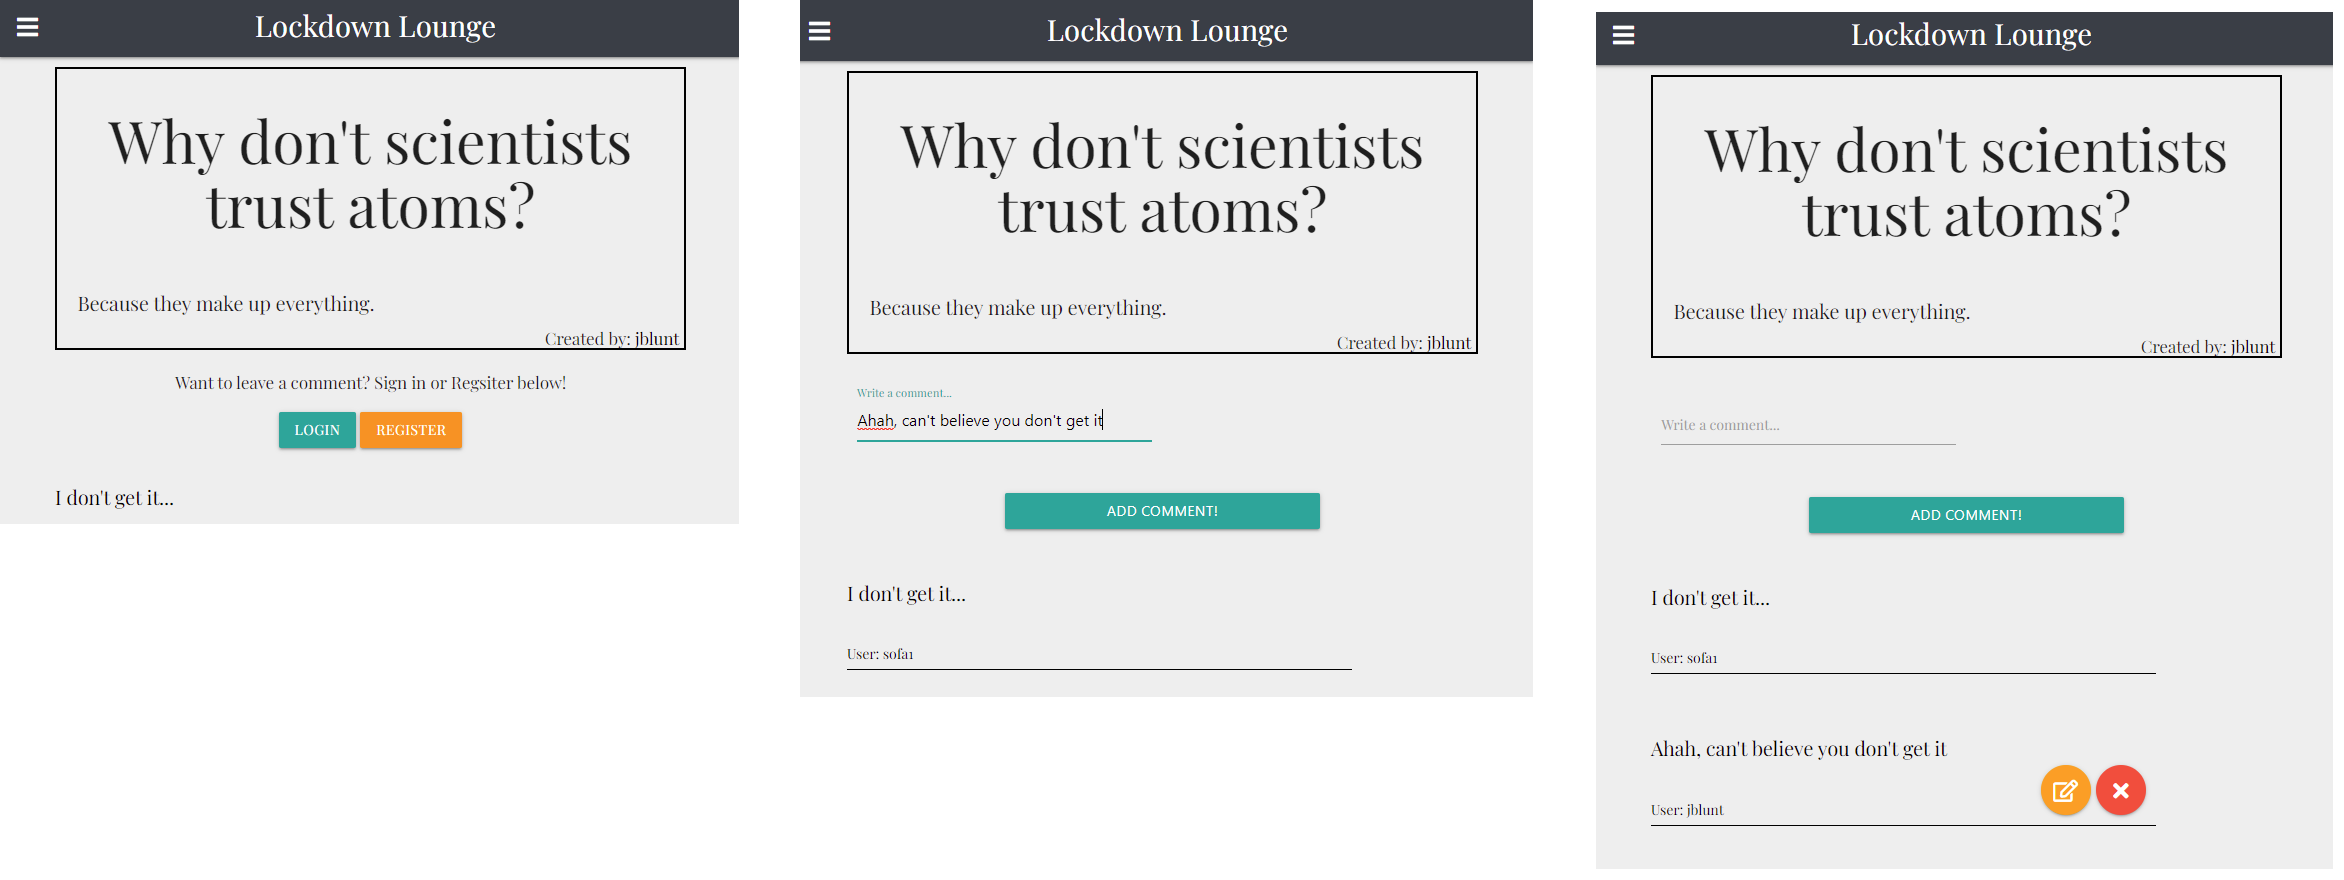 Lockdown Lounge
Why don't scientists
trust atoms?
Because they make up everything.
Created by: jblunt
Want to leave a comment? Sign in or Regsiter below!
LOGIN REGISTER
I don't get it...
Lockdown Lounge
Why don't scientists
trust atoms?
Because they make up everything.
Created by: jblunt
Write a comment...
Ahah, can't believe you don't get it
ADD COMMENT!
I don't get it...
User: sofa1
Lockdown Lounge
Why don't scientists
trust atoms?
Because they make up everything.
Created by: jblunt
Write a comment...
ADD COMMENT!
I don't get it...
User: sofa1
Ahah, can't believe you don't get it
User: jblunt